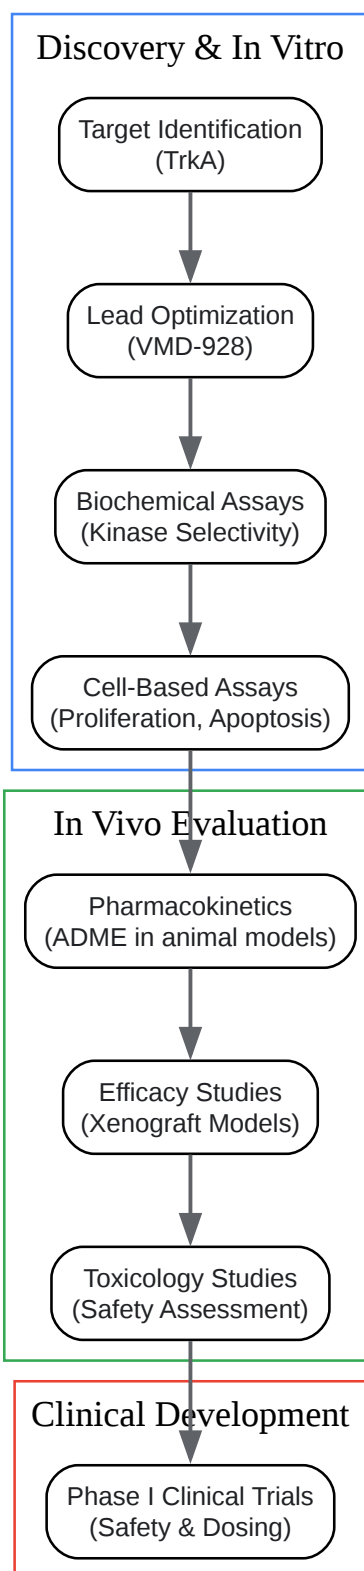 Discovery & In Vitro
Target Identification
(TrkA)
Lead Optimization
(VMD-928)
Biochemical Assays
(Kinase Selectivity)
Cell-Based Assays
(Proliferation, Apoptosis)
In Vivo Evaluation
Pharmacokinetics
(ADME in animal models)
Efficacy Studies
(Xenograft Models)
Toxicology Studies
(Safety Assessment)
Clinical Development
Phase I Clinical Trials
(Safety & Dosing)